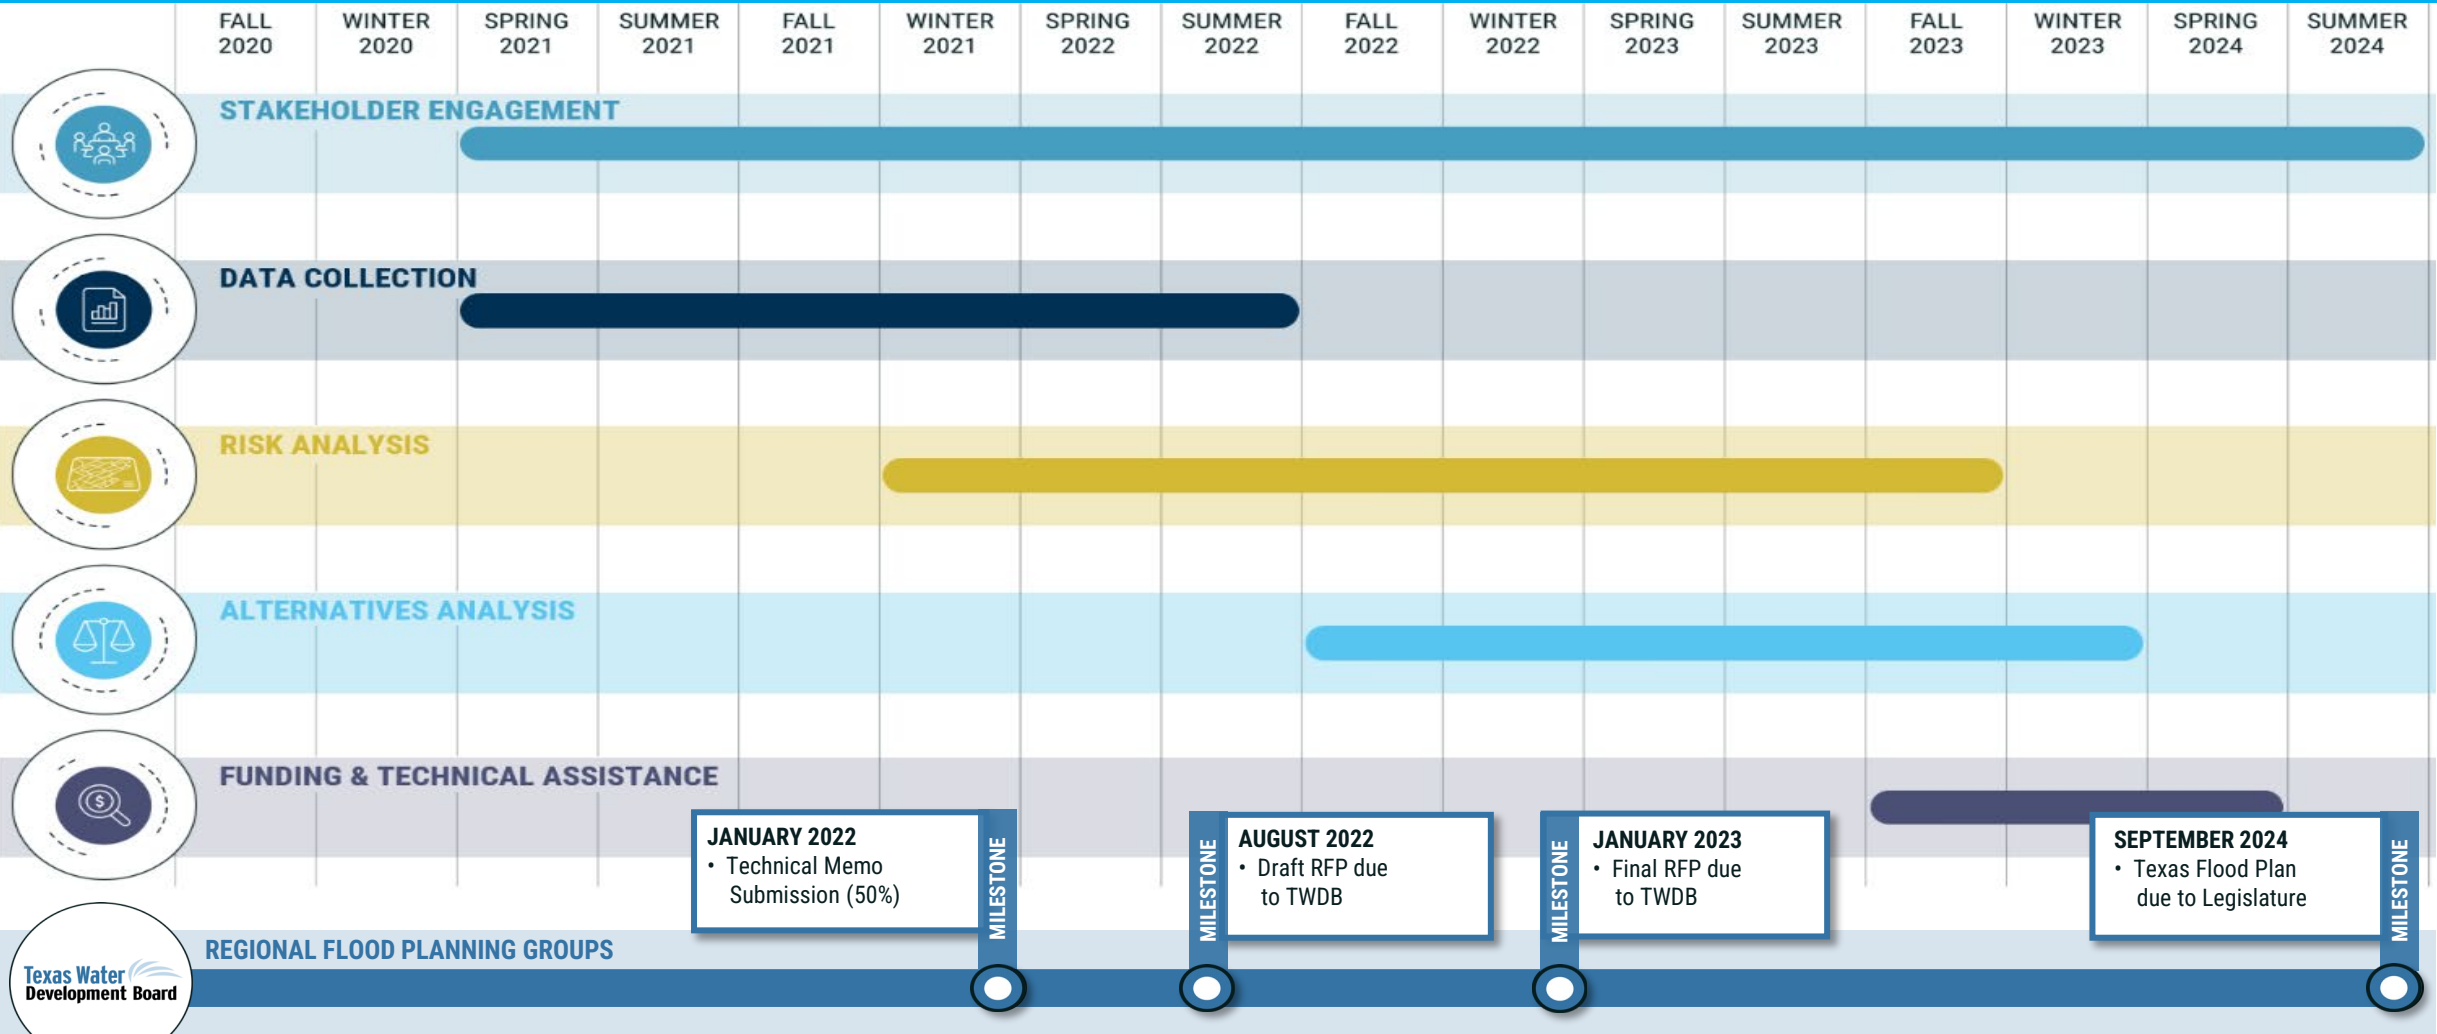 FALL WINTER SPRING SUMMER FALL WINTER SPRING SUMMER FALL WINTER SPRING SUMMER FALL WINTER SPRING SUMMER
2020 2020 2021 2021 2021 2021 2022 2022 2022 2022 2023 2023 2023 2023 2024 2024
STAKEHOLDER ENGAGEMENT
DATA COLLECTION
RISK ANALYSIS
ALTERNATIVES ANALYSIS
$
FUNDING & TECHNICAL ASSISTANCE
JANUARY 2022
• Technical Memo
Submission (50%)
MILESTONE
MILESTONE
AUGUST 2022
• Draft RFP due
to TWDB
MILESTONE
JANUARY 2023
• Final RFP due
to TWDB
SEPTEMBER 2024
• Texas Flood Plan
due to Legislature
MILESTONE
REGIONAL FLOOD PLANNING GROUPS
Texas Water
Development Board